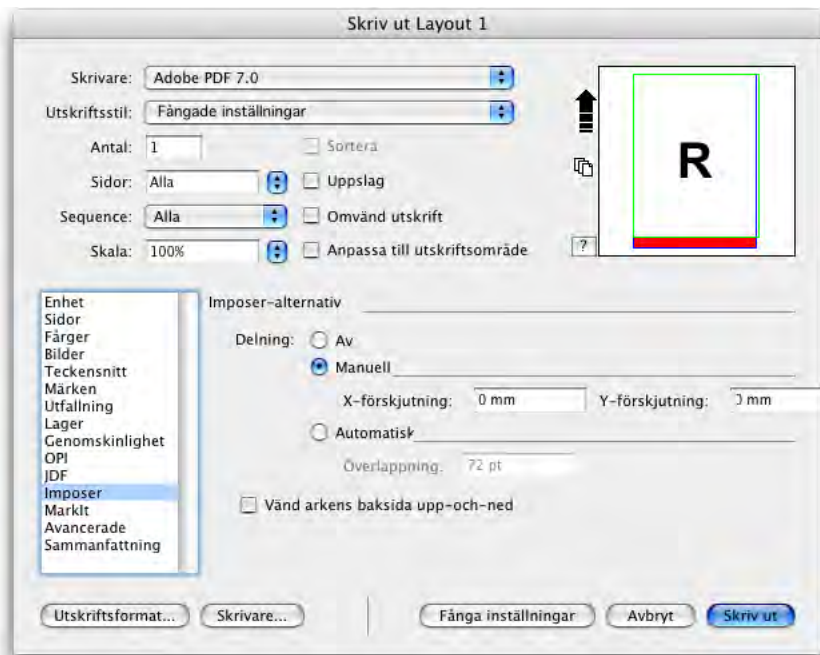 Skriv ut Layout 1
Skrivare: Adobe PDF 7.0
Utskriftsstil: Fångade inställningar
Antal: 1 Sortera
Sidor: Alla Uppslag
Sequence: Alla Omvänd utskrift
Skala: 100% Anpassa till utskriftsområde
R
?
Enhet
Sidor
Färger
Bilder
Teckensnitt
Märken
Utfallning
Lager
Genomskinlighet
OPI
JDF
Imposer
MarkIt
Avancerade
Sammanfattning
Imposer-alternativ
Delning: Av
Manuell
X-förskjutning: 0 mm Y-förskjutning: 0 mm
Automatisk
Överlappning: 72 pt
Vänd arkens baksida upp-och-ned
Utskriftsformat... Skrivare... Fånga inställningar Avbryt Skriv ut